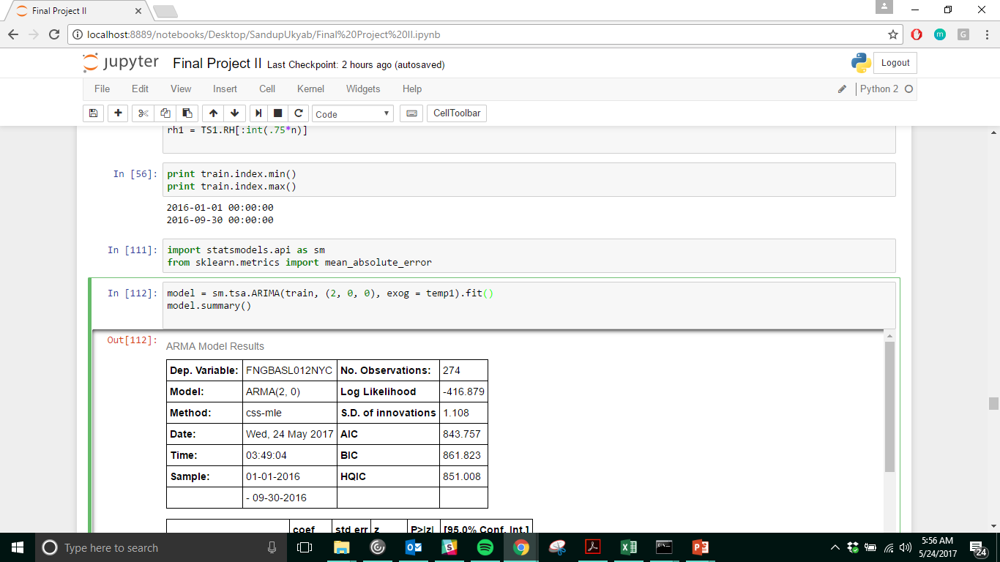 Final Project II
localhost:8889/notebooks/Desktop/SandupUkyab/Final%20Project%20II.ipynb
m
G
jupyter Final Project II Last Checkpoint: 2 hours ago (autosaved)
Logout
File Edit View Insert Cell Kernel Widgets Help
Python 2
Code
CellToolbar
rh1 = TS1.RH[:int(.75*n)]
In [56]: print train.index.min()
print train.index.max()
2016-01-01 00:00:00
2016-09-30 00:00:00
In [111]: import statsmodels.api as sm
from sklearn.metrics import mean_absolute_error
In [112]: model = sm.tsa.ARIMA(train, (2, 0, 0), exog = temp1).fit()
model.summary()
Out[112]:
ARMA Model Results
Dep. Variable: FNGBASL012NYC No. Observations: 274
Model: ARMA(2, 0) Log Likelihood -416.879
Method: css-mle S.D. of innovations 1.108
Date: Wed, 24 May 2017 AIC 843.757
Time: 03:49:04 BIC 861.823
Sample: 01-01-2016 HQIC 851.008
- 09-30-2016
coef std err z P>|z| [95.0% Conf. Int.]
Type here to search
5:56 AM
5/24/2017
24